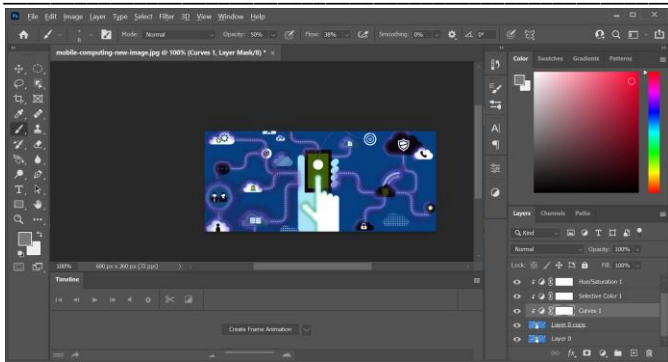 File Edit Image Layer Type Select Filter 3D View Window Help
Mode: Normal Opacity: 50% Flow: 38% Smoothing: 0% 0°
mobile-computing-new-image.jpg @ 100% (Curves 1, Layer Mask/8) * ×
Color Swatches Gradients Patterns
Layers Channels Paths
Kind
Normal Opacity: 100%
Lock: Fill: 100%
Hue/Saturation 1
Selective Color 1
Curves 1
Layer 0 copy
Layer 0
100% 600 px x 260 px (72 ppi)
Timeline
Create Frame Animation